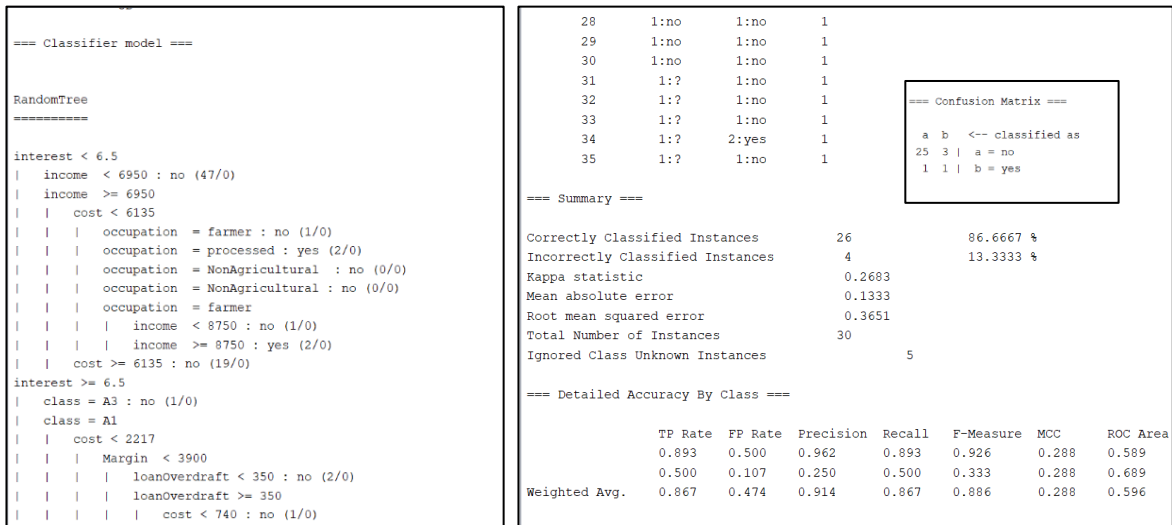 === Classifier model ===
RandomTree
==========
interest < 6.5
|   income  < 6950 : no (47/0)
|   income  >= 6950
|   |   cost < 6135
|   |   |   occupation  = farmer : no (1/0)
|   |   |   occupation  = processed : yes (2/0)
|   |   |   occupation  = NonAgricultural  : no (0/0)
|   |   |   occupation  = NonAgricultural : no (0/0)
|   |   |   occupation  = farmer
|   |   |   |   income  < 8750 : no (1/0)
|   |   |   |   income  >= 8750 : yes (2/0)
|   |   cost >= 6135 : no (19/0)
interest >= 6.5
|   class = A3 : no (1/0)
|   class = A1
|   |   cost < 2217
|   |   |   Margin  < 3900
|   |   |   |   loanOverdraft < 350 : no (2/0)
|   |   |   |   loanOverdraft >= 350
|   |   |   |   |   cost < 740 : no (1/0)
28 1:no 1:no 1
29 1:no 1:no 1
30 1:no 1:no 1
31 1:? 1:no 1
32 1:? 1:no 1
33 1:? 1:no 1
34 1:? 2:yes 1
35 1:? 1:no 1
=== Confusion Matrix ===
a b <-- classified as
25 3 | a = no
1 1 | b = yes
=== Summary ===
Correctly Classified Instances 26 86.6667 %
Incorrectly Classified Instances 4 13.3333 %
Kappa statistic 0.2683
Mean absolute error 0.1333
Root mean squared error 0.3651
Total Number of Instances 30
Ignored Class Unknown Instances 5
=== Detailed Accuracy By Class ===
TP Rate FP Rate Precision Recall F-Measure MCC ROC Area
0.893 0.500 0.962 0.893 0.926 0.288 0.589
0.500 0.107 0.250 0.500 0.333 0.288 0.689
Weighted Avg. 0.867 0.474 0.914 0.867 0.886 0.288 0.596